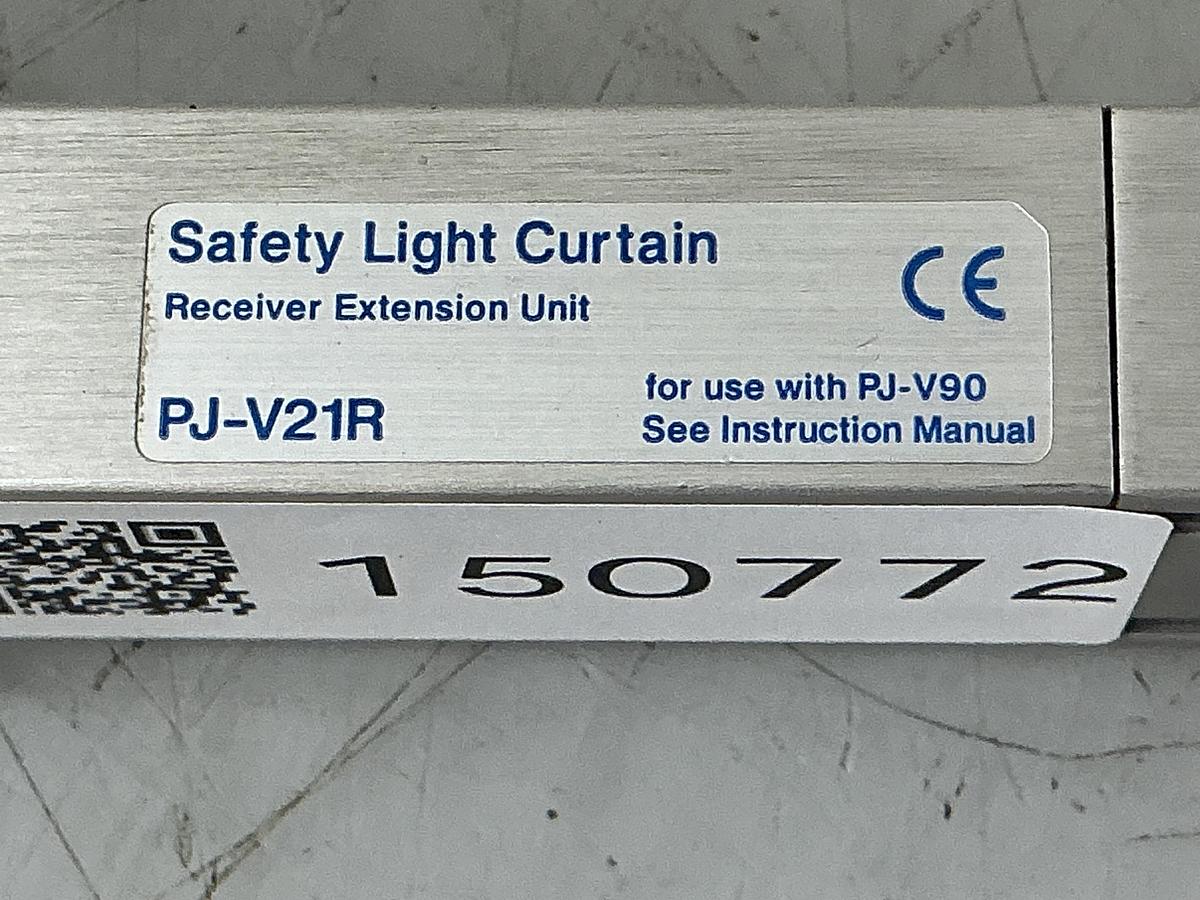 Safety Light Curtain
CE
Receiver Extension Unit
for use with PJ-V90
PJ-V21R
See Instruction Manual
150772